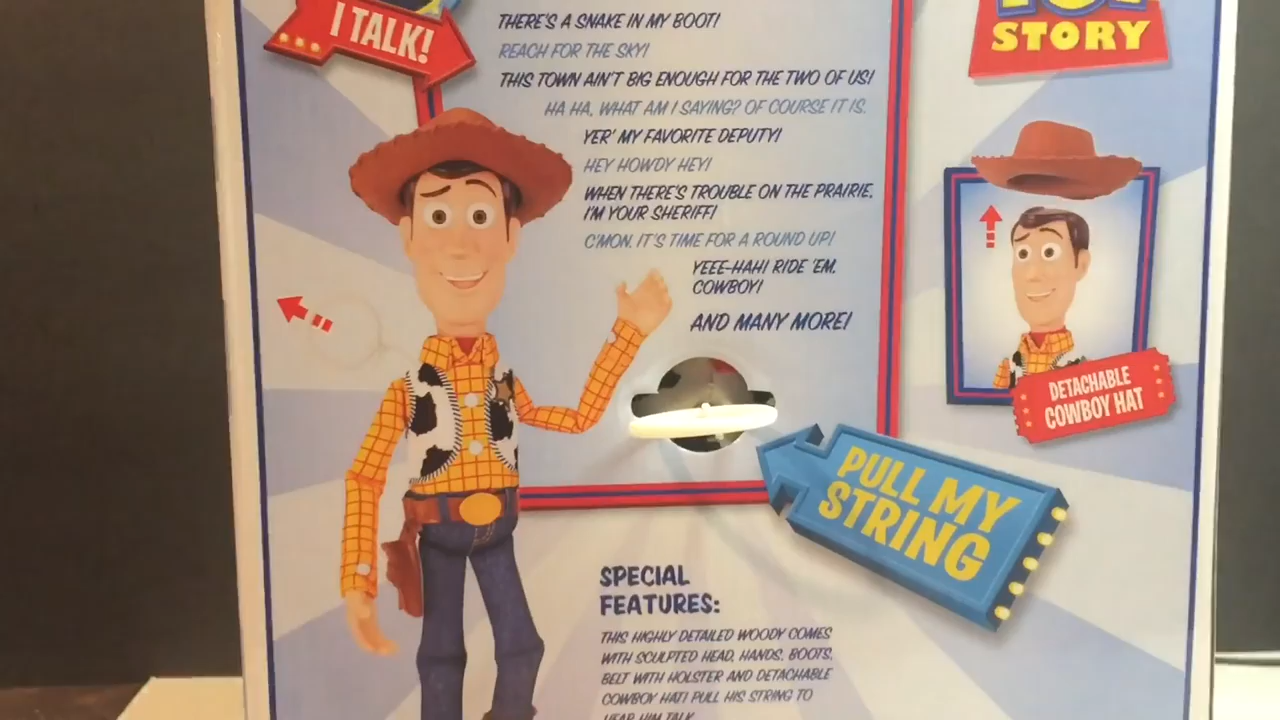 I TALK!
THERE'S A SNAKE IN MY BOOT!
REACH FOR THE SKY!
THIS TOWN AIN'T BIG ENOUGH FOR THE TWO OF US!
HA HA, WHAT AM I SAYING? OF COURSE IT IS.
YER' MY FAVORITE DEPUTY!
HEY HOWDY HEY!
WHEN THERE'S TROUBLE ON THE PRAIRIE,
I'M YOUR SHERIFF!
C'MON, IT'S TIME FOR A ROUND UP!
YEEE-HAH! RIDE 'EM,
COWBOY!
AND MANY MORE!
TOY
STORY
DETACHABLE
COWBOY HAT
PULL MY
STRING
SPECIAL
FEATURES:
THIS HIGHLY DETAILED WOODY COMES
WITH SCULPTED HEAD, HANDS, BOOTS,
BELT WITH HOLSTER AND DETACHABLE
COWBOY HAT! PULL HIS STRING TO
HEAR HIM TALK